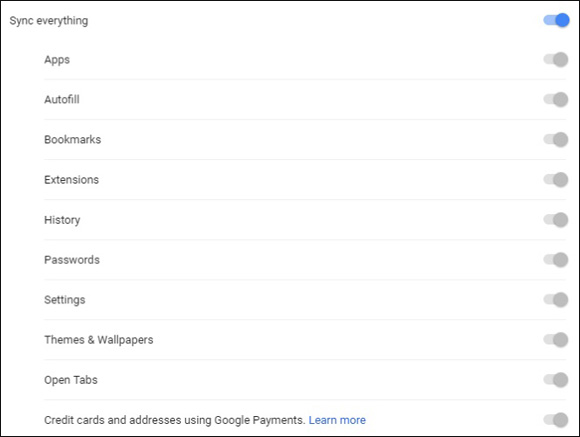 Sync everything
Apps
Autofill
Bookmarks
Extensions
History
Passwords
Settings
Themes & Wallpapers
Open Tabs
Credit cards and addresses using Google Payments. Learn more